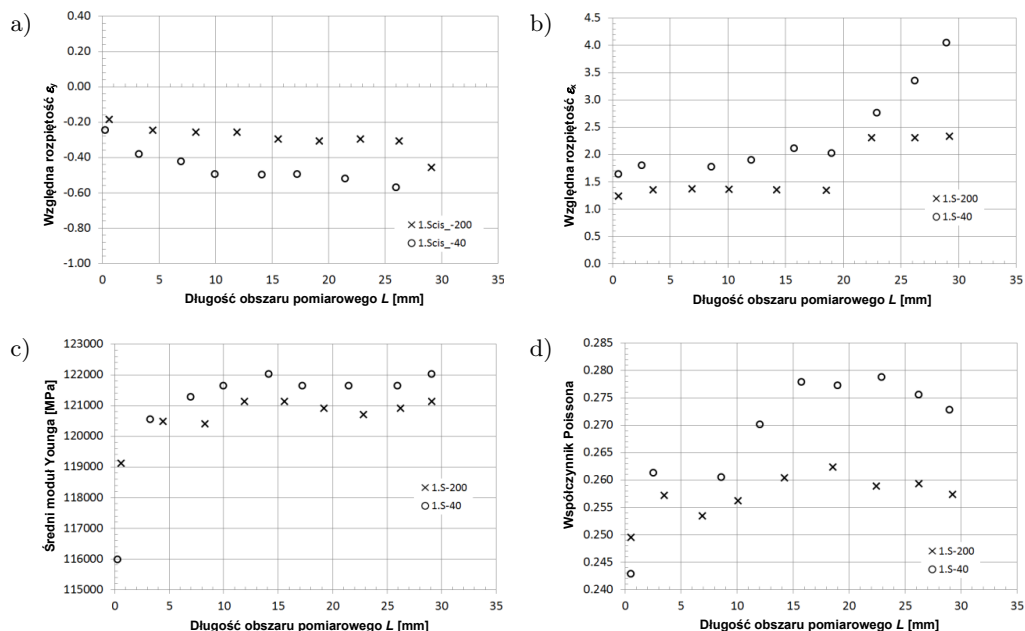 a)
0.40
0.20
0.00
-0.20
-0.40
-0.60
-0.80
-1.00
Względna rozpiętość εy
×1.Scis_-200
○1.Scis_-40
0 5 10 15 20 25 30 35
Długość obszaru pomiarowego L [mm]
b)
4.5
4.0
3.5
3.0
2.5
2.0
1.5
1.0
0.5
0.0
Względna rozpiętość εx
×1.S-200
○1.S-40
0 5 10 15 20 25 30 35
Długość obszaru pomiarowego L [mm]
c)
123000
122000
121000
120000
119000
118000
117000
116000
115000
Średni moduł Younga [MPa]
×1.S-200
○1.S-40
0 5 10 15 20 25 30 35
Długość obszaru pomiarowego L [mm]
d)
0.285
0.280
0.275
0.270
0.265
0.260
0.255
0.250
0.245
0.240
Współczynnik Poissona
×1.S-200
○1.S-40
0 5 10 15 20 25 30 35
Długość obszaru pomiarowego L [mm]